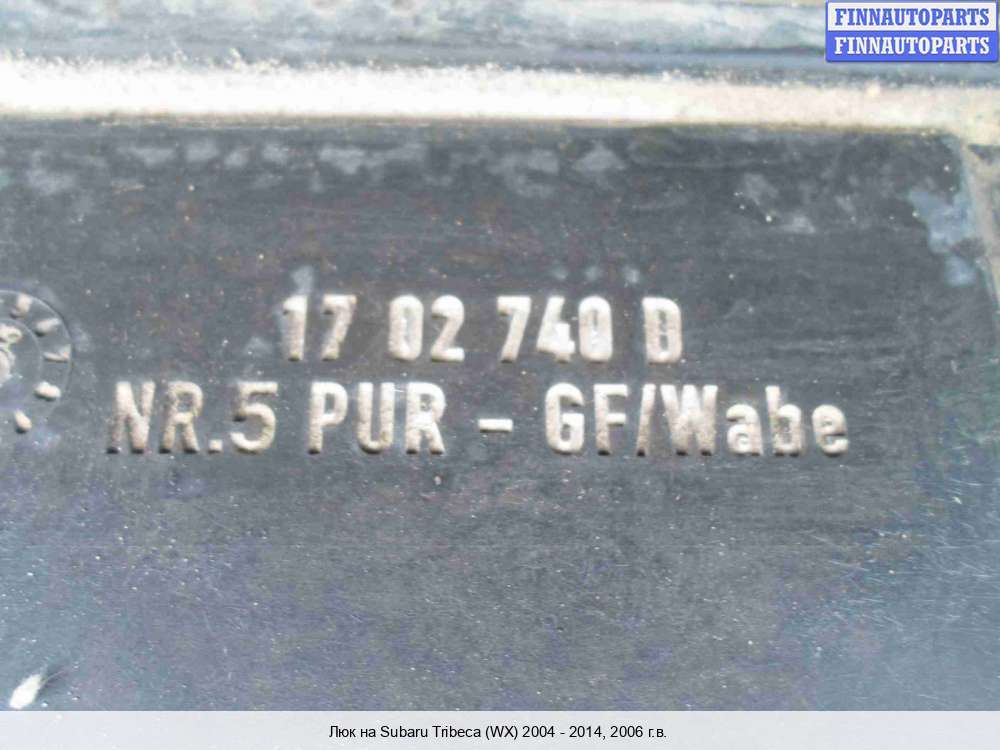 FINNAUTOPARTS
FINNAUTOPARTS
17 02 740 D
NR.5 PUR - GF/Wabe
Люк на Subaru Tribeca (WX) 2004 - 2014, 2006 г.в.